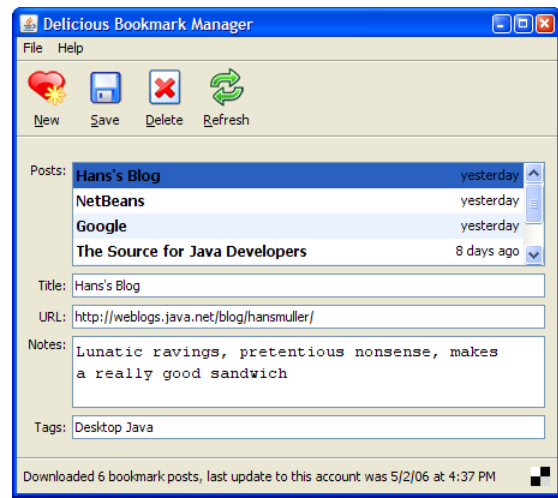 Delicious Bookmark Manager
File Help
New Save Delete Refresh
Posts: Hans's Blog yesterday
NetBeans yesterday
Google yesterday
The Source for Java Developers 8 days ago
Title: Hans's Blog
URL: http://weblogs.java.net/blog/hansmuller/
Notes: Lunatic ravings, pretentious nonsense, makes
a really good sandwich
Tags: Desktop Java
Downloaded 6 bookmark posts, last update to this account was 5/2/06 at 4:37 PM